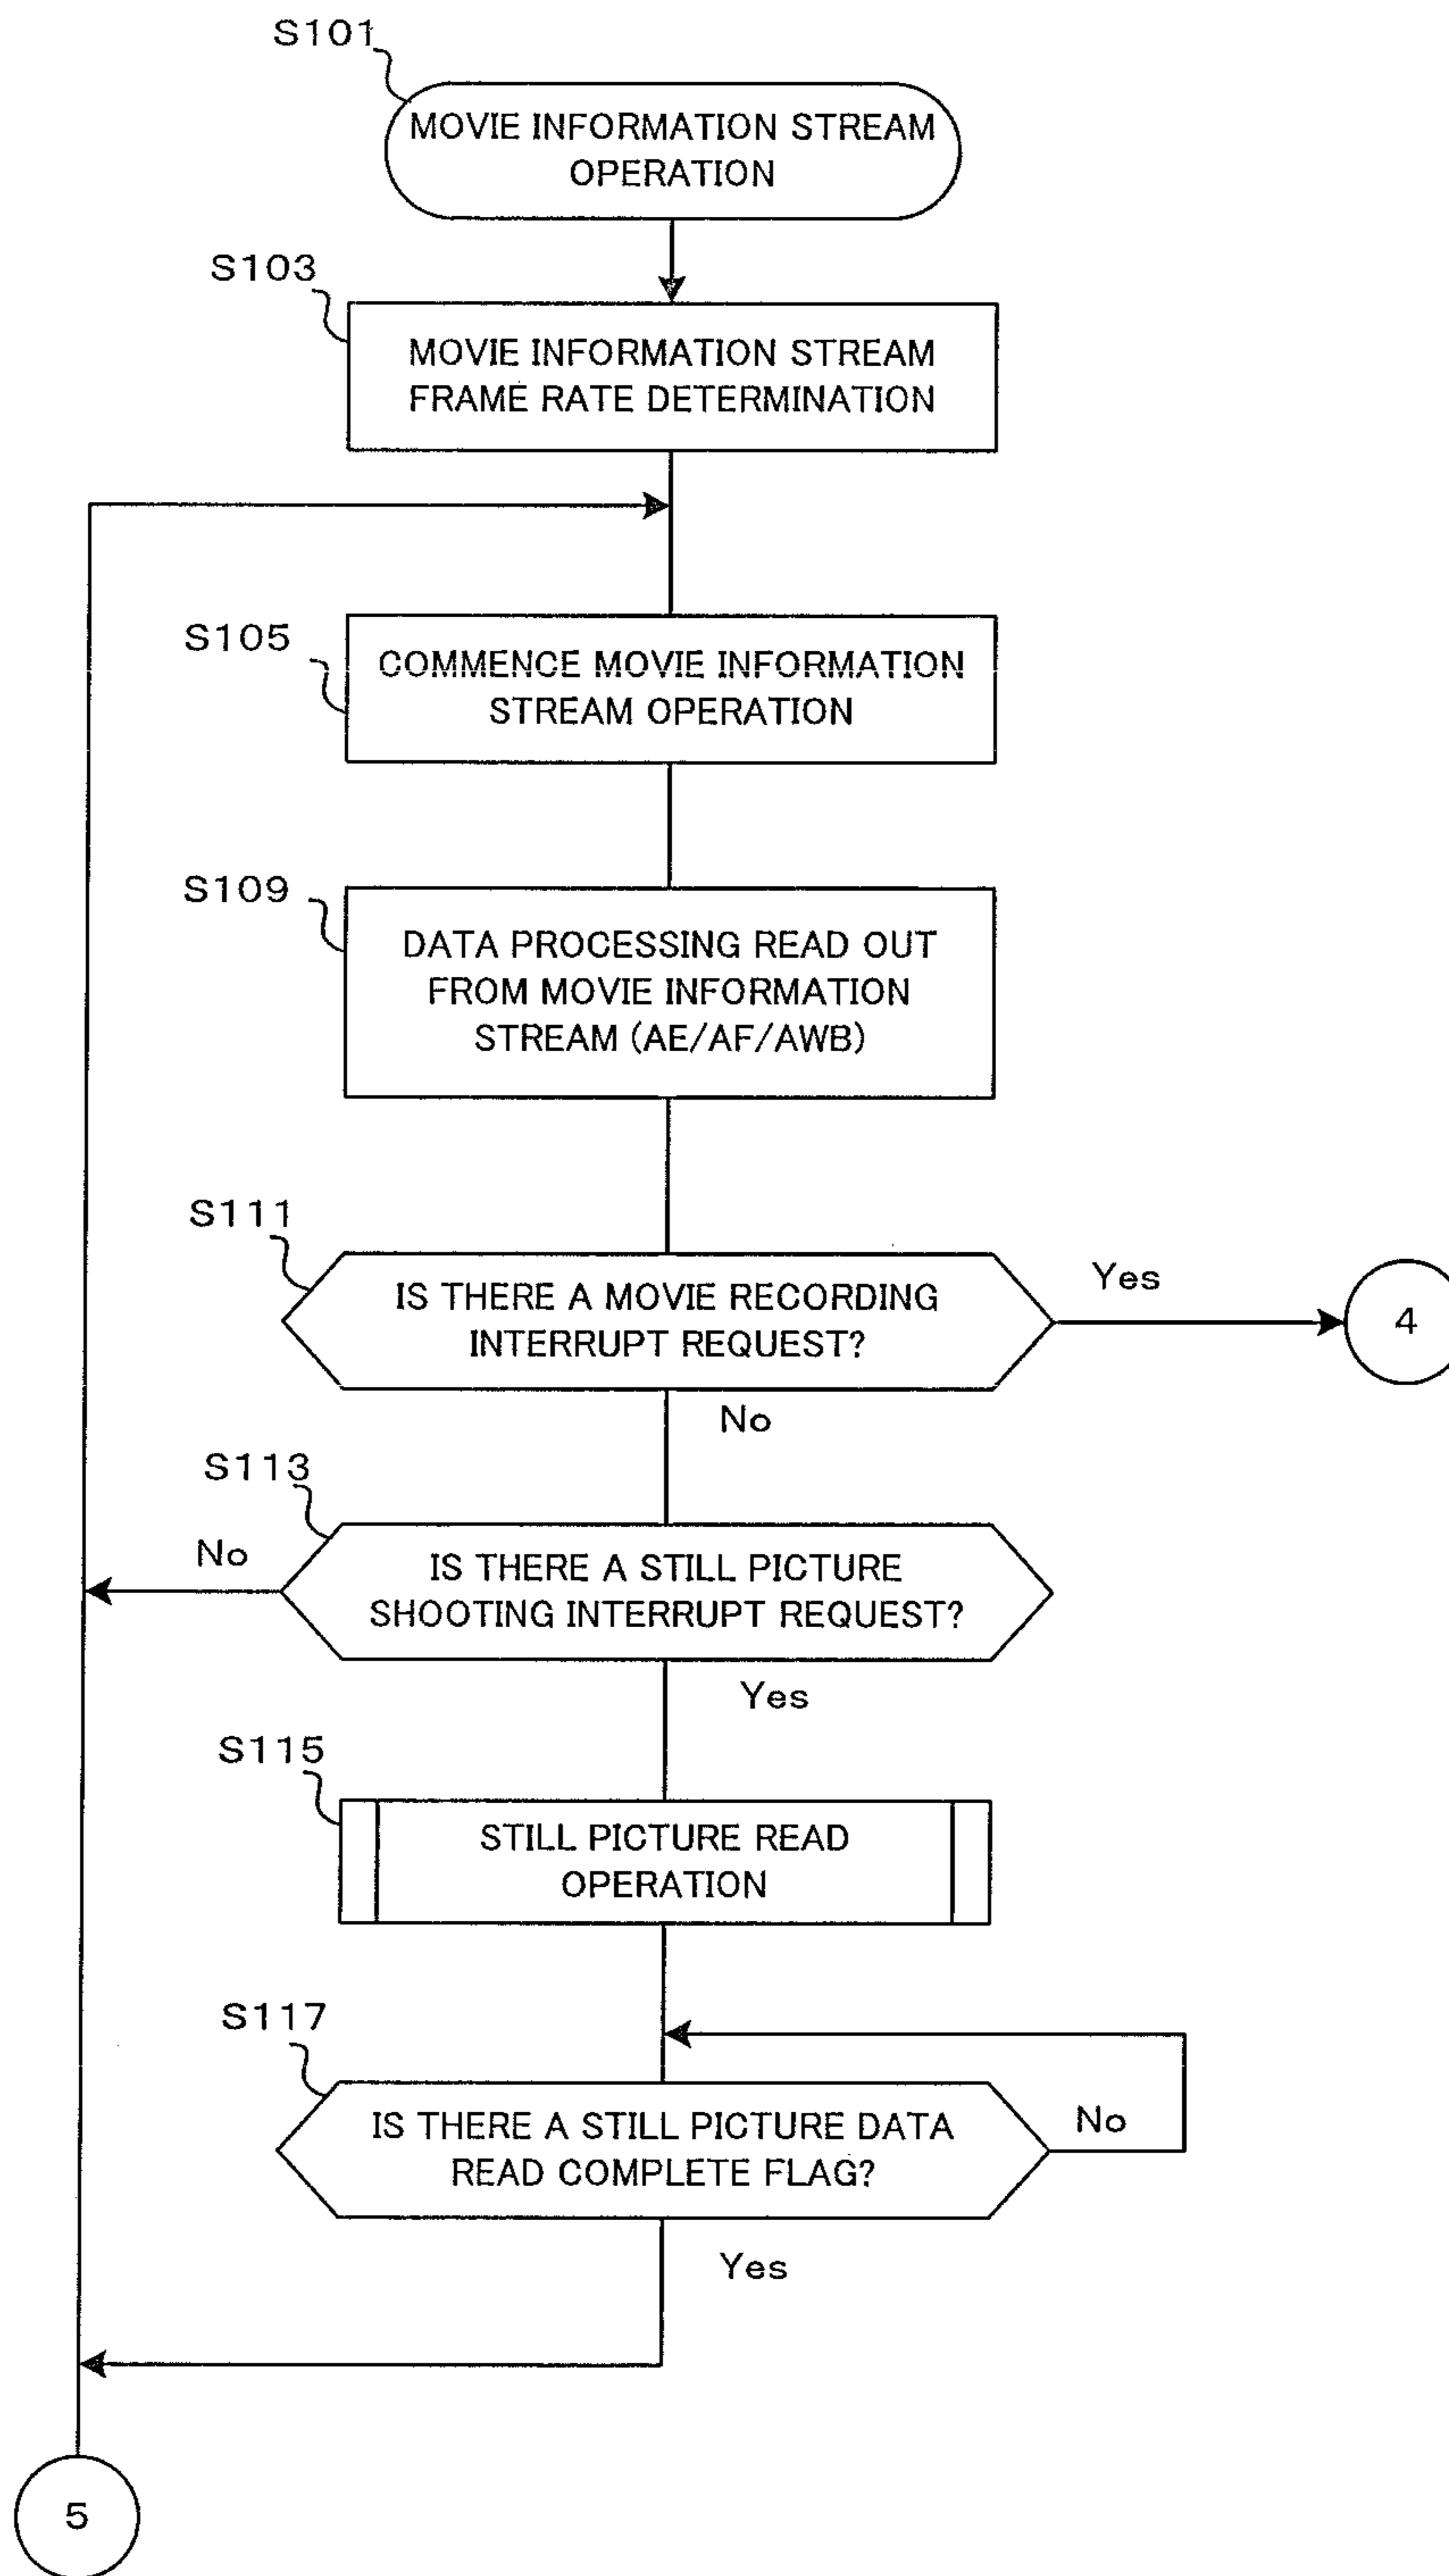 S101
MOVIE INFORMATION STREAM
OPERATION
S103
MOVIE INFORMATION STREAM
FRAME RATE DETERMINATION
S105
COMMENCE MOVIE INFORMATION
STREAM OPERATION
S109
DATA PROCESSING READ OUT
FROM MOVIE INFORMATION
STREAM (AE/AF/AWB)
S111
IS THERE A MOVIE RECORDING
INTERRUPT REQUEST?
Yes
4
No
S113
No
IS THERE A STILL PICTURE
SHOOTING INTERRUPT REQUEST?
Yes
S115
STILL PICTURE READ
OPERATION
S117
IS THERE A STILL PICTURE DATA
READ COMPLETE FLAG?
No
Yes
5